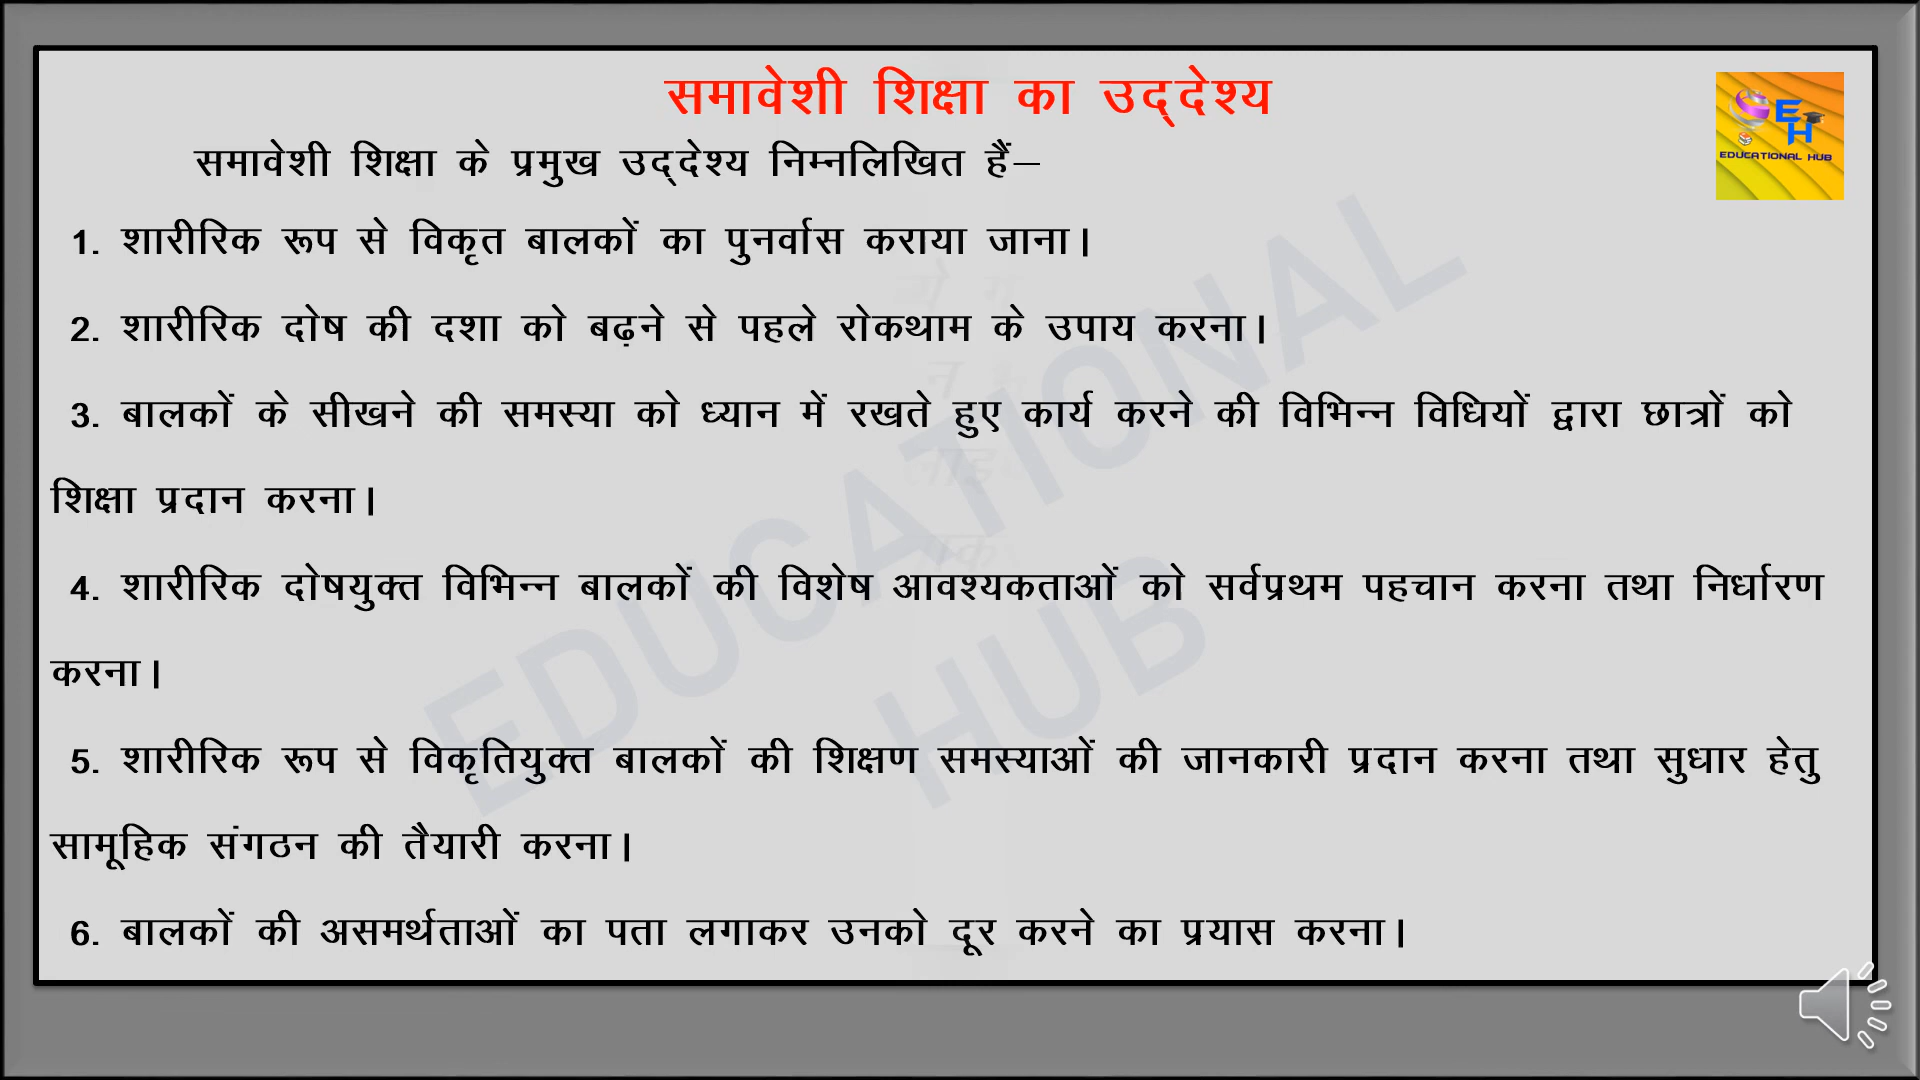 समावेशी शिक्षा का उद्‌देश्य
समावेशी शिक्षा के प्रमुख उद्‌देश्य निम्नलिखित हैं–
1. शारीरिक रूप से विकृत बालकों का पुनर्वास कराया जाना।
2. शारीरिक दोष की दशा को बढ़ने से पहले रोकथाम के उपाय करना।
3. बालकों के सीखने की समस्या को ध्यान में रखते हुए कार्य करने की विभिन्न विधियों द्वारा छात्रों को
शिक्षा प्रदान करना।
4. शारीरिक दोषयुक्त विभिन्न बालकों की विशेष आवश्यकताओं को सर्वप्रथम पहचान करना तथा निर्धारण
करना।
5. शारीरिक रूप से विकृतियुक्त बालकों की शिक्षण समस्याओं की जानकारी प्रदान करना तथा सुधार हेतु
सामूहिक संगठन की तैयारी करना।
6. बालकों की असमर्थताओं का पता लगाकर उनको दूर करने का प्रयास करना।
EH
EDUCATIONAL HUB
EDUCATIONAL
HUB